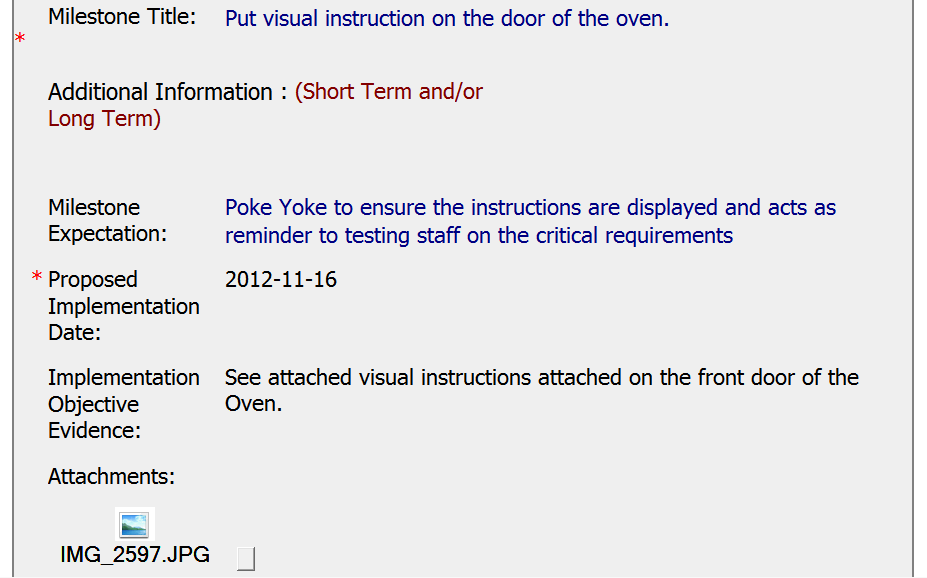 Milestone Title: Put visual instruction on the door of the oven.
*
Additional Information : (Short Term and/or
Long Term)
Milestone
Expectation:
Poke Yoke to ensure the instructions are displayed and acts as
reminder to testing staff on the critical requirements
* Proposed
Implementation
Date:
2012-11-16
Implementation
Objective
Evidence:
See attached visual instructions attached on the front door of the
Oven.
Attachments:
IMG_2597.JPG